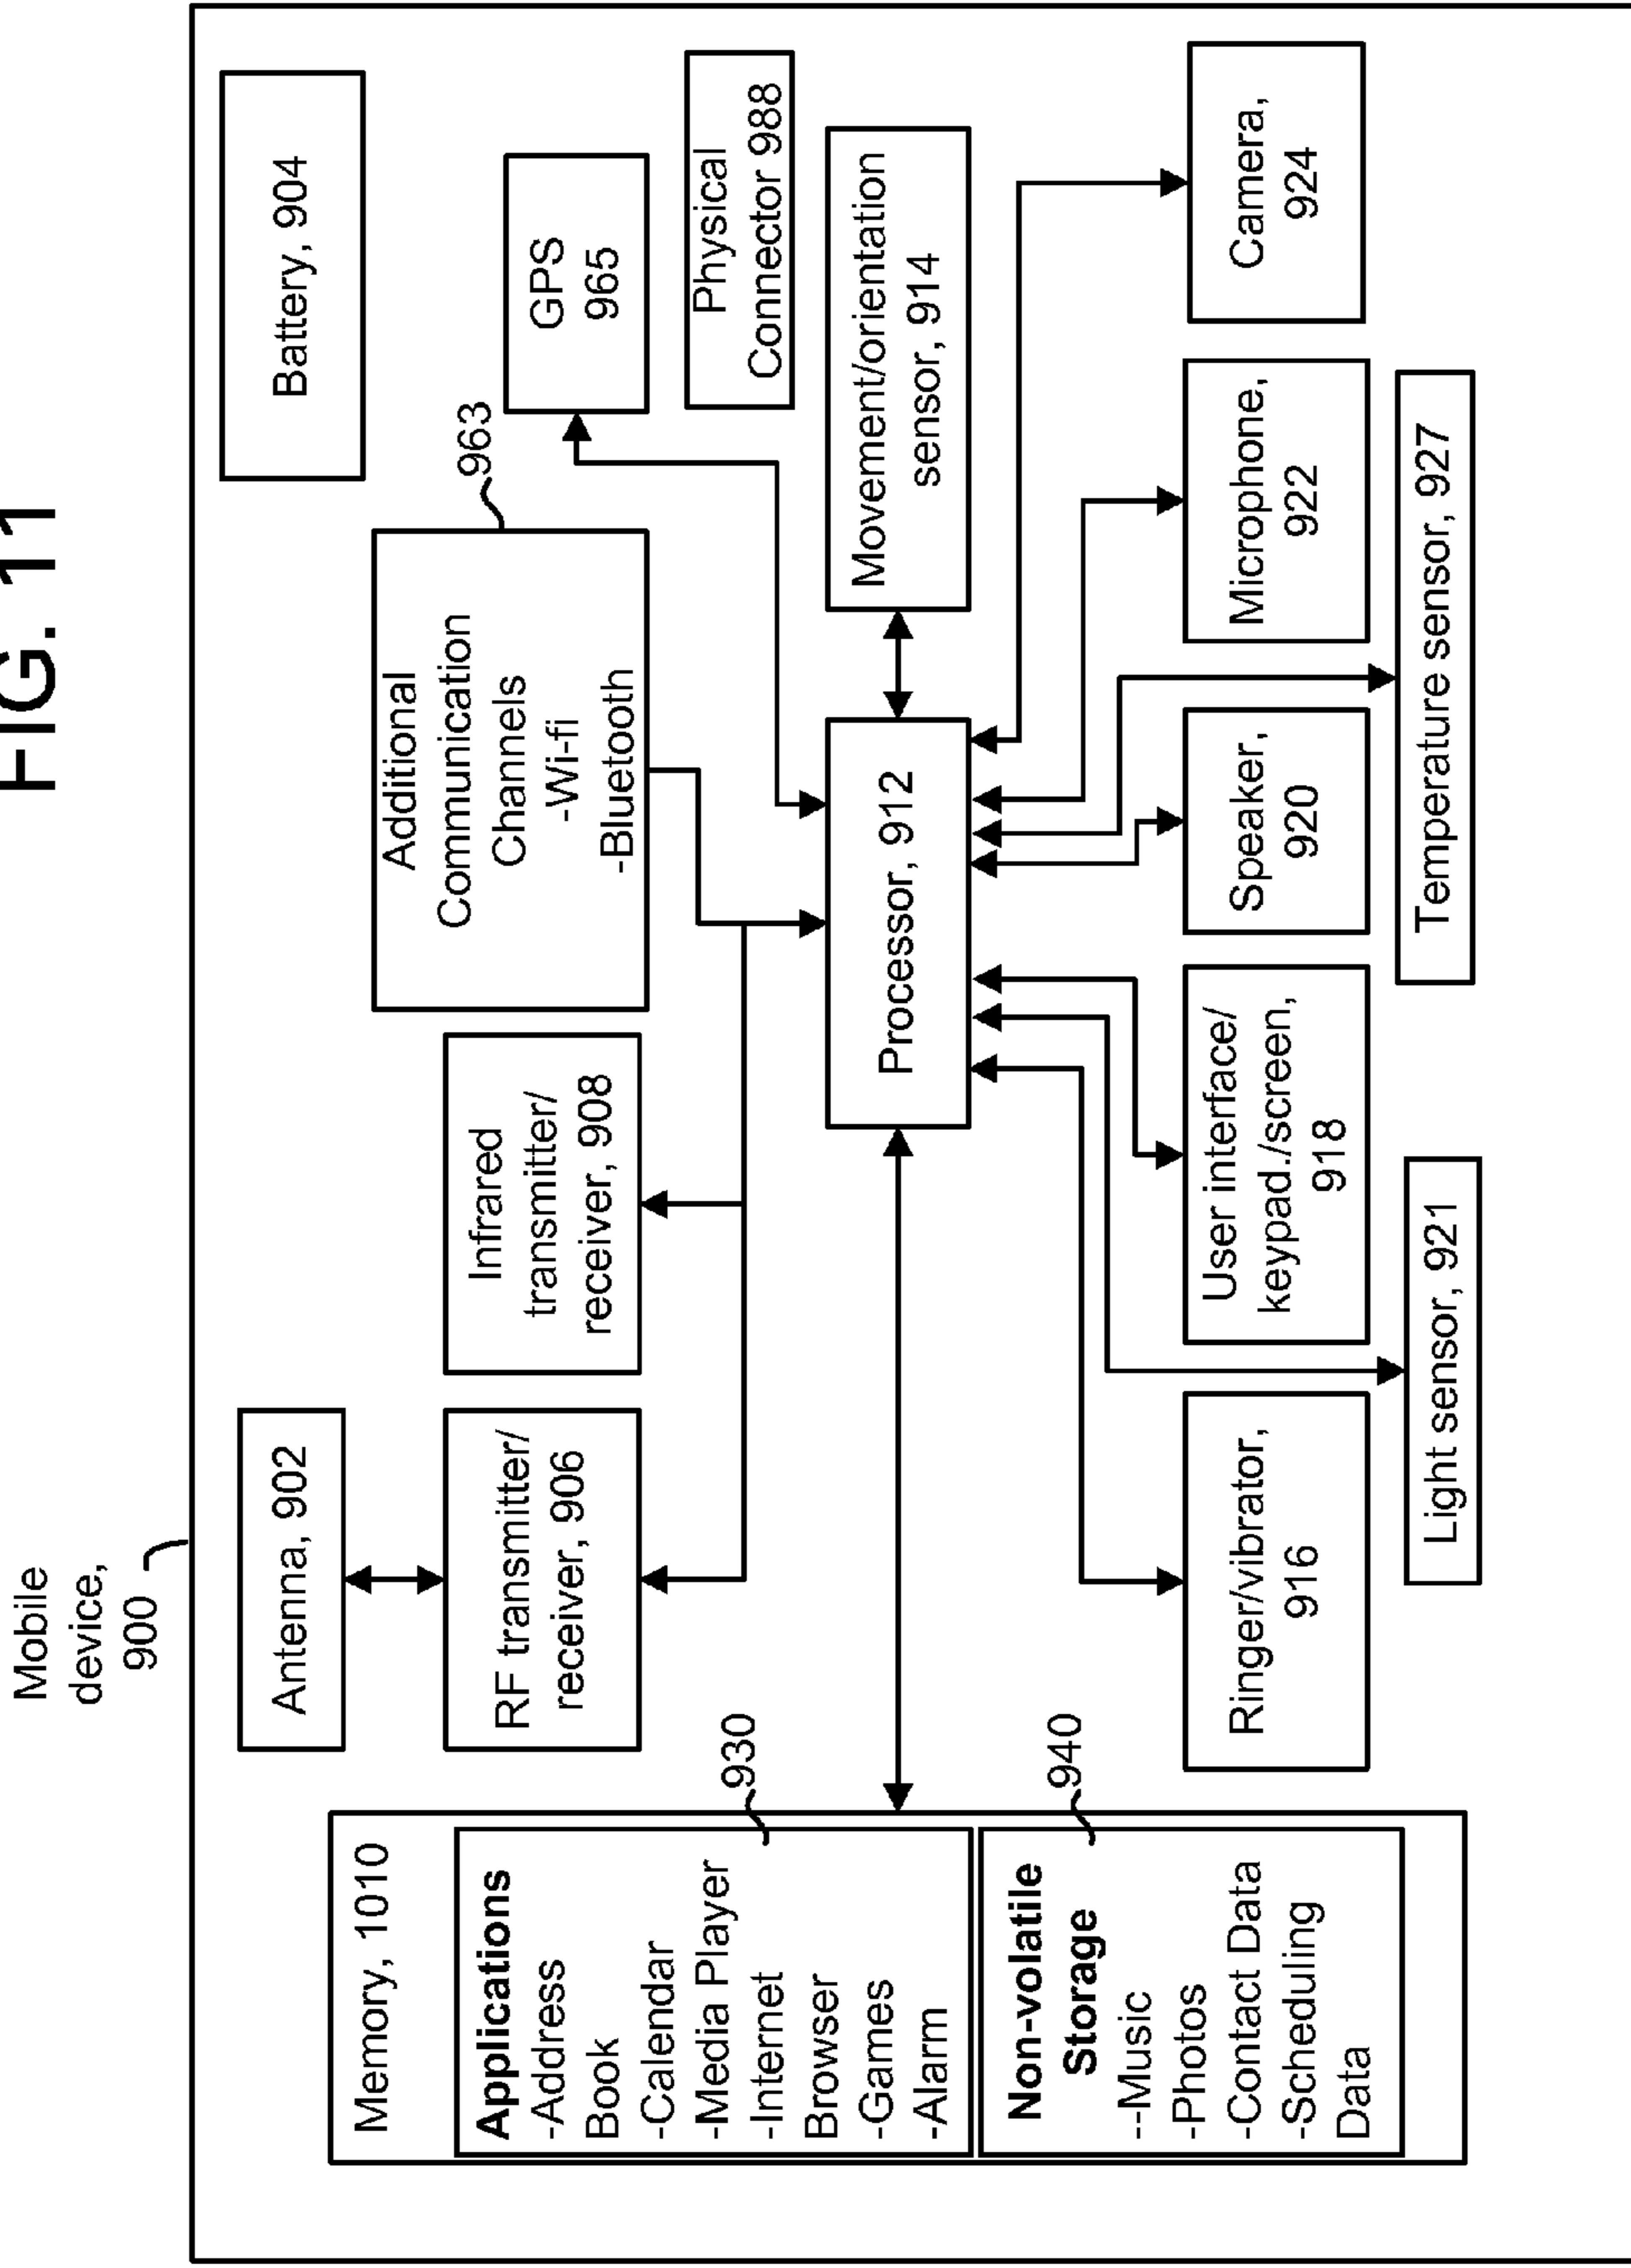 FIG. 11
Mobile
device,
900
Memory, 1010
Applications
-Address
Book
-Calendar
-Media Player
-Internet
Browser
-Games
-Alarm
930
Non-volatile
Storage
--Music
-Photos
-Contact Data
-Scheduling
Data
940
Antenna, 902
RF transmitter/
receiver, 906
Infrared
transmitter/
receiver, 908
Additional
Communication
Channels
-Wi-fi
-Bluetooth
963
Battery, 904
GPS
965
Physical
Connector 988
Processor, 912
Movement/orientation
sensor, 914
Ringer/vibrator,
916
User interface/
keypad./screen,
918
Speaker,
920
Microphone,
922
Camera,
924
Light sensor, 921
Temperature sensor, 927